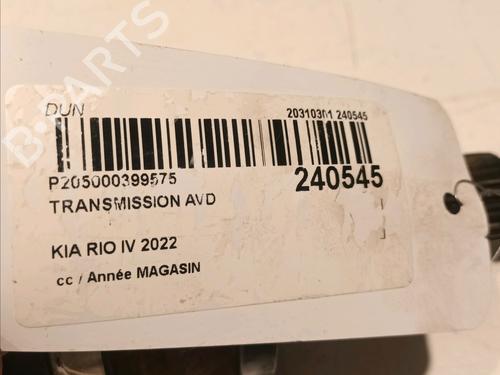 DUN
20310301 240545
P205000399575
240545
TRANSMISSION AVD
KIA RIO IV 2022
cc / Année MAGASIN
B-PARTS